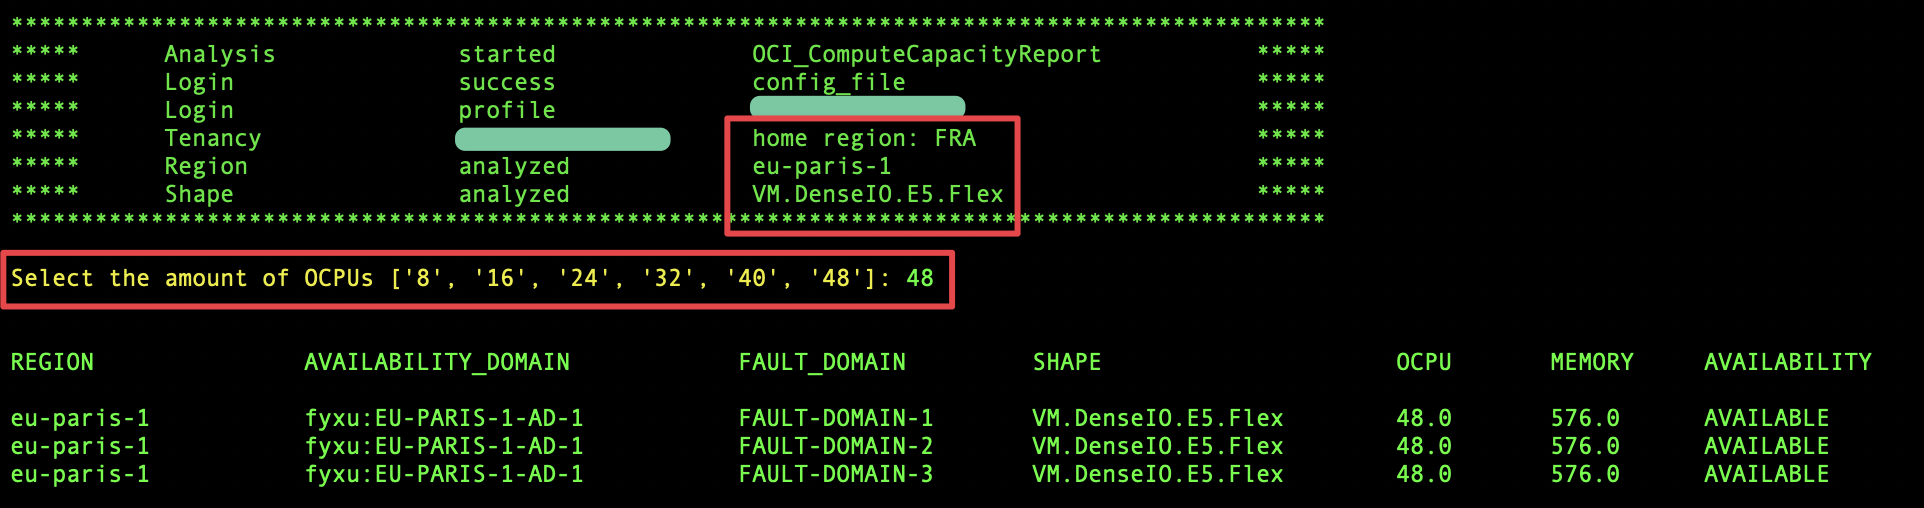 **********************************************************************************************
***** Analysis started OCI_ComputeCapacityReport *****
***** Login success config_file *****
***** Login profile *****
***** Tenancy home region: FRA *****
***** Region analyzed eu-paris-1 *****
***** Shape analyzed VM.DenseIO.E5.Flex *****
**********************************************************************************************
Select the amount of OCPUs ['8', '16', '24', '32', '40', '48']: 48
REGION AVAILABILITY_DOMAIN FAULT_DOMAIN SHAPE OCPU MEMORY AVAILABILITY
eu-paris-1 fyxu:EU-PARIS-1-AD-1 FAULT-DOMAIN-1 VM.DenseIO.E5.Flex 48.0 576.0 AVAILABLE
eu-paris-1 fyxu:EU-PARIS-1-AD-1 FAULT-DOMAIN-2 VM.DenseIO.E5.Flex 48.0 576.0 AVAILABLE
eu-paris-1 fyxu:EU-PARIS-1-AD-1 FAULT-DOMAIN-3 VM.DenseIO.E5.Flex 48.0 576.0 AVAILABLE